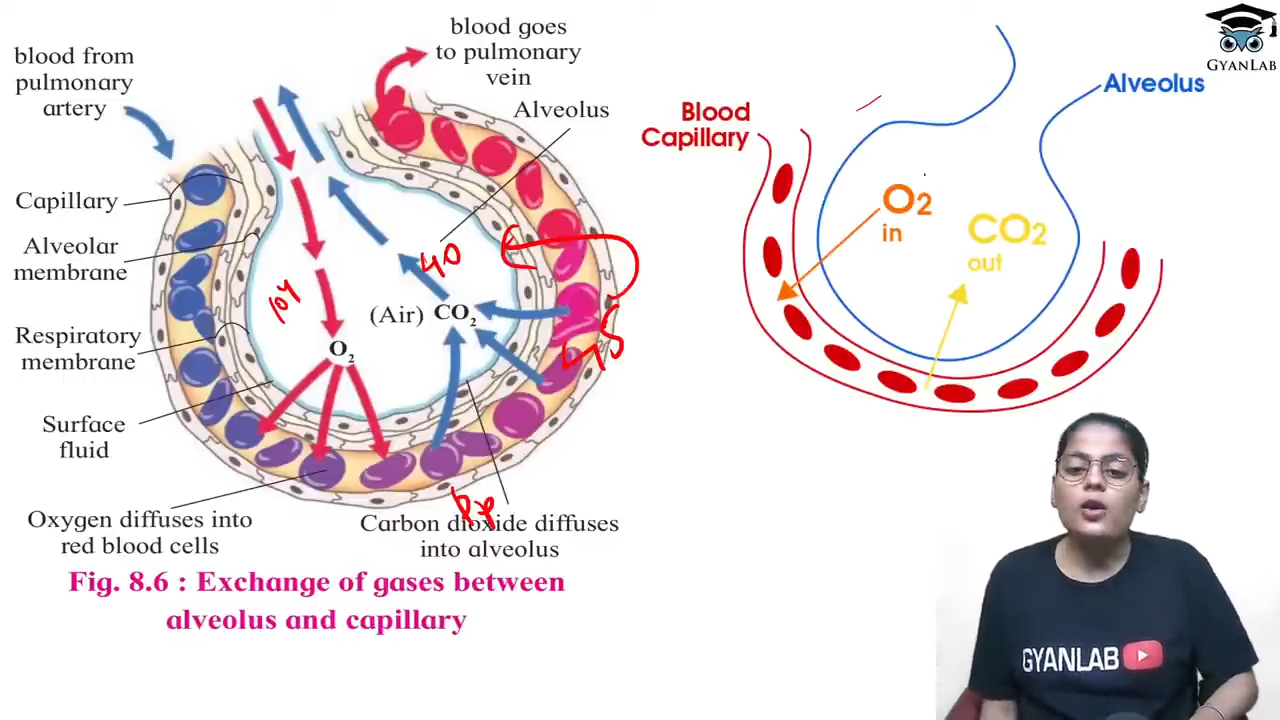 blood from
pulmonary
artery
blood goes
to pulmonary
vein
Alveolus
Capillary
Alveolar
membrane
Respiratory
membrane
Surface
fluid
104
40
45
pp
(Air) CO₂
O₂
Oxygen diffuses into
red blood cells
Carbon dioxide diffuses
into alveolus
Fig. 8.6 : Exchange of gases between
alveolus and capillary
Blood
Capillary
Alveolus
O2
in
CO2
out
GYANLAB
GYANLAB